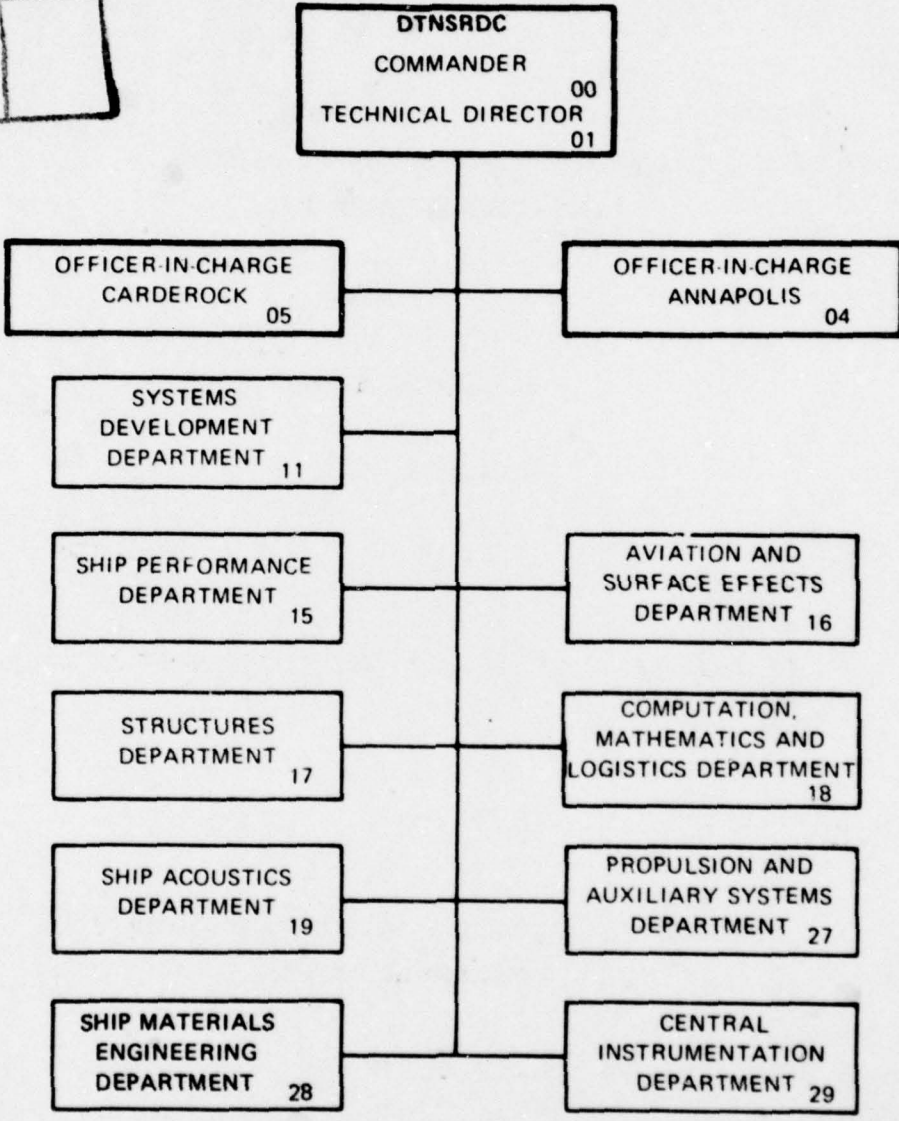 DTNSRDC
COMMANDER
00
TECHNICAL DIRECTOR
01
OFFICER-IN-CHARGE
CARDEROCK
05
OFFICER-IN-CHARGE
ANNAPOLIS
04
SYSTEMS
DEVELOPMENT
DEPARTMENT 11
SHIP PERFORMANCE
DEPARTMENT
15
AVIATION AND
SURFACE EFFECTS
DEPARTMENT 16
STRUCTURES
DEPARTMENT
17
COMPUTATION,
MATHEMATICS AND
LOGISTICS DEPARTMENT
18
SHIP ACOUSTICS
DEPARTMENT
19
PROPULSION AND
AUXILIARY SYSTEMS
DEPARTMENT 27
SHIP MATERIALS
ENGINEERING
DEPARTMENT 28
CENTRAL
INSTRUMENTATION
DEPARTMENT 29